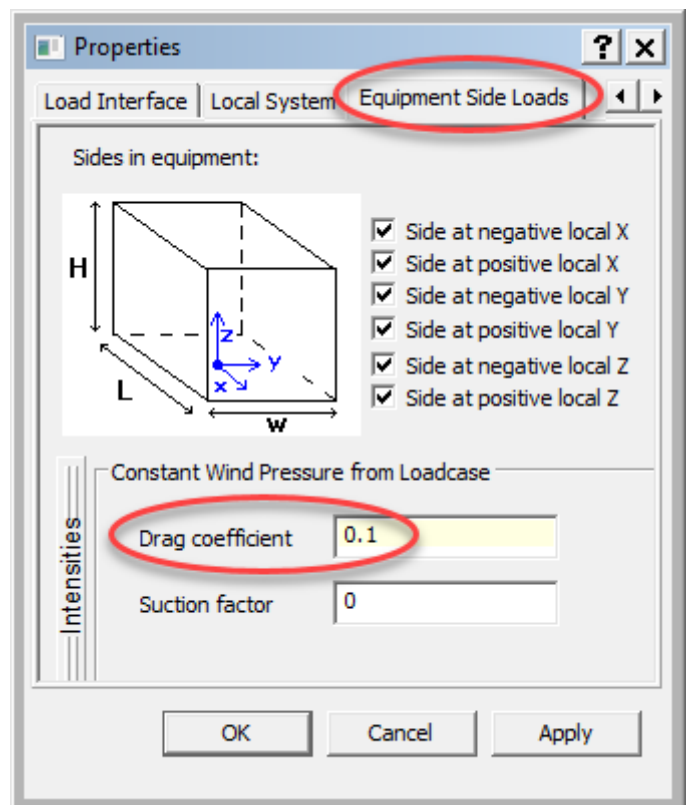 Properties
Load Interface
Local System
Equipment Side Loads
Sides in equipment:
H
L
W
z
y
x
Side at negative local X
Side at positive local X
Side at negative local Y
Side at positive local Y
Side at negative local Z
Side at positive local Z
Intensities
Constant Wind Pressure from Loadcase
Drag coefficient 0.1
Suction factor 0
OK Cancel Apply